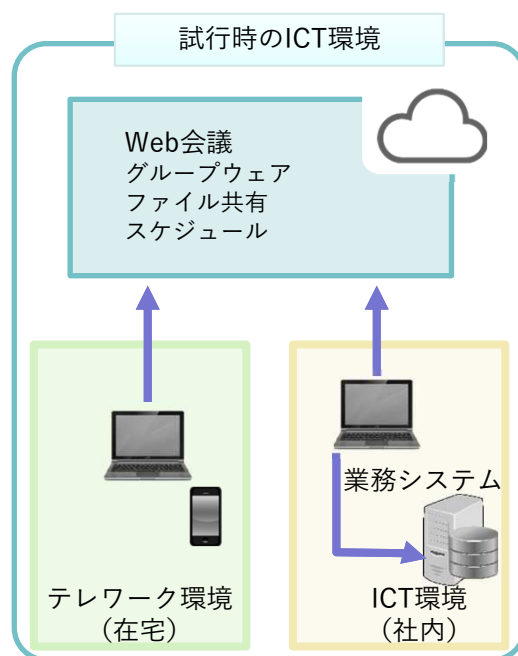 試行時のICT環境
Web会議
グループウェア
ファイル共有
スケジュール
業務システム
テレワーク環境
（在宅）
ICT環境
（社内）